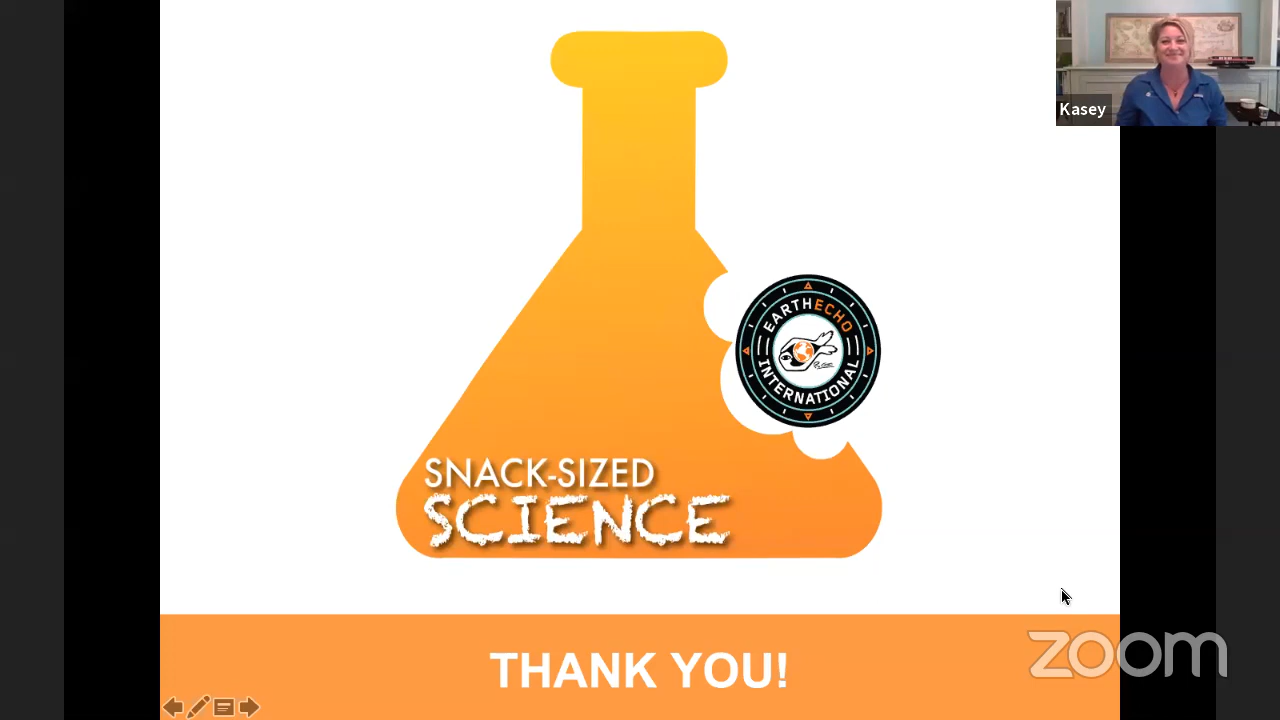 Kasey
EARTHECHO
INTERNATIONAL
SNACK-SIZED
SCIENCE
THANK YOU!
zoom